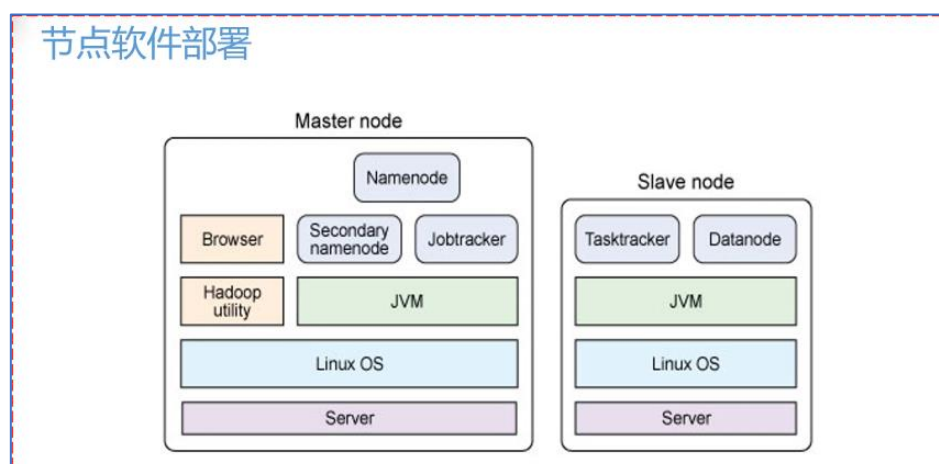 节点软件部署
Master node
Namenode
Browser
Secondary
namenode
Jobtracker
Hadoop
utility
JVM
Linux OS
Server
Slave node
Tasktracker
Datanode
JVM
Linux OS
Server